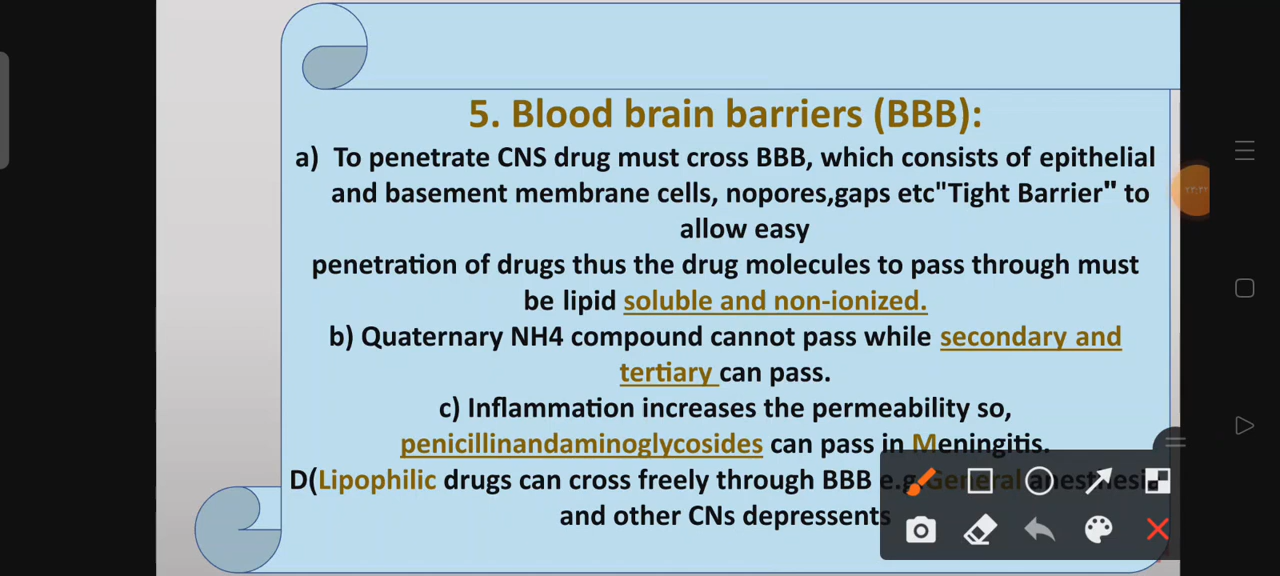 5. Blood brain barriers (BBB):
a) To penetrate CNS drug must cross BBB, which consists of epithelial
and basement membrane cells, nopores,gaps etc"Tight Barrier" to
allow easy
penetration of drugs thus the drug molecules to pass through must
be lipid soluble and non-ionized.
b) Quaternary NH4 compound cannot pass while secondary and
tertiary can pass.
c) Inflammation increases the permeability so,
penicillinandaminoglycosides can pass in Meningitis.
D(Lipophilic drugs can cross freely through BBB e.g. General anesthesi
and other CNs depressents